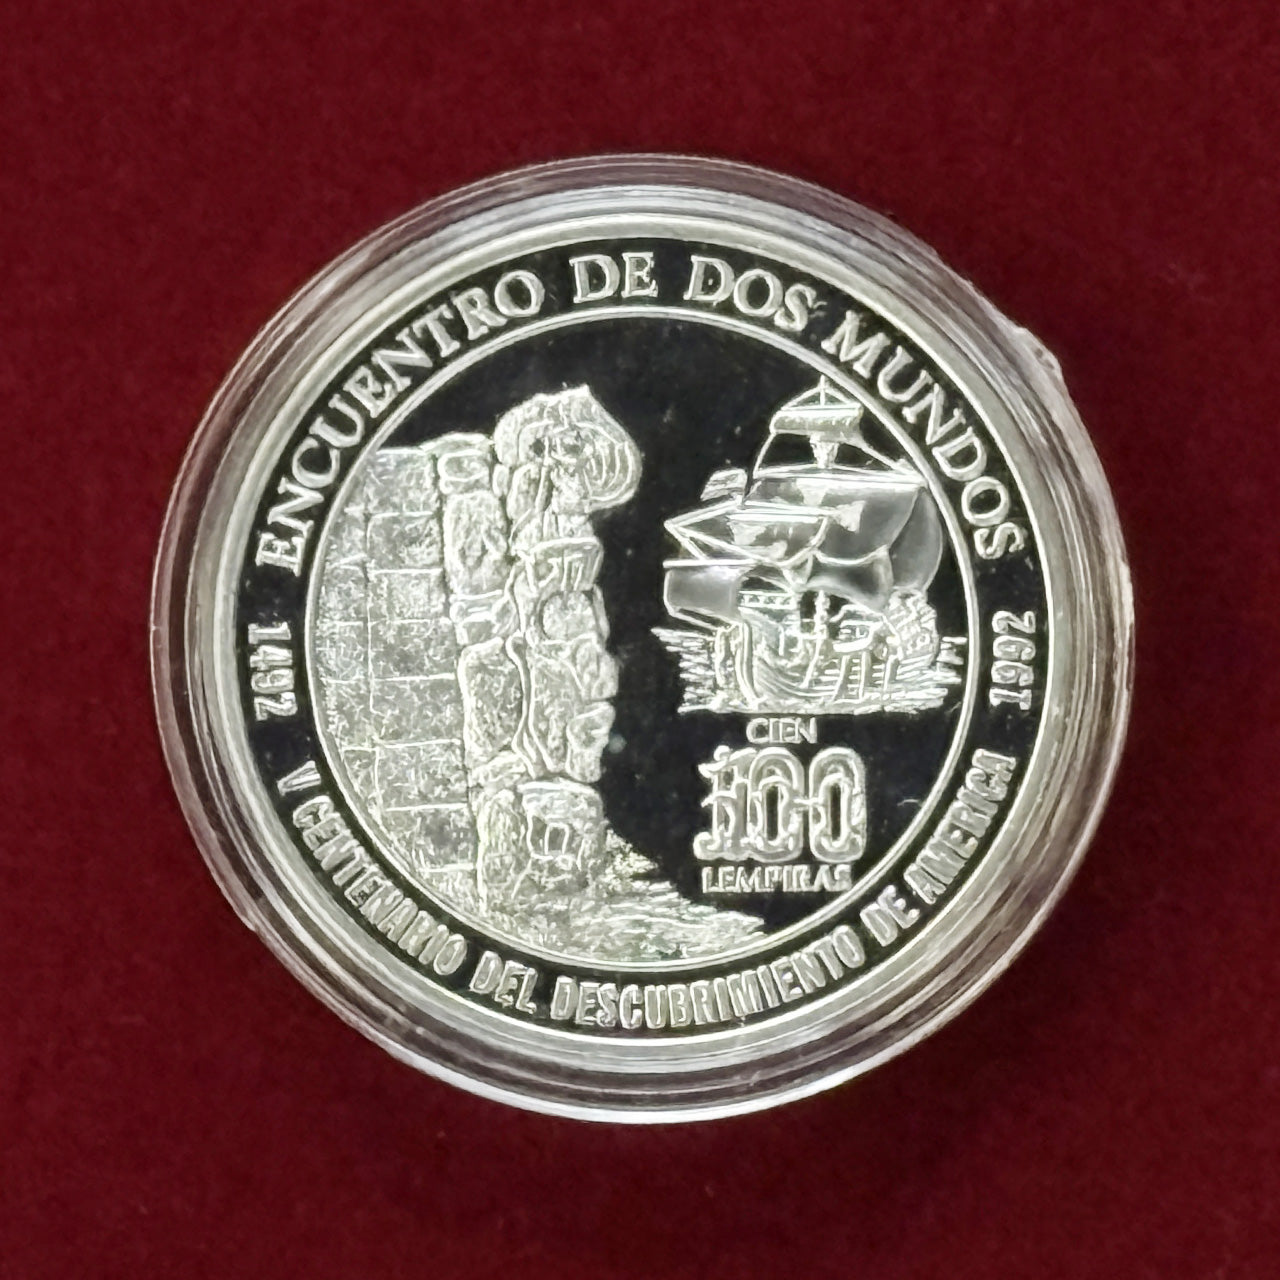 ENCUENTRO DE DOS MUNDOS
1492
1992
CIEN
100
LEMPIRAS
V CENTENARIO DEL DESCUBRIMIENTO DE AMERICA